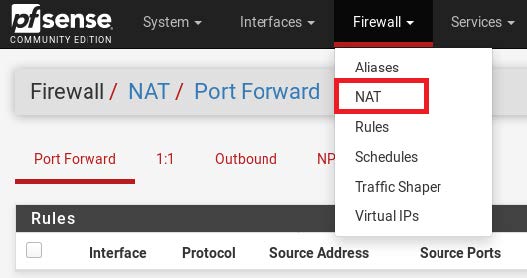 pfsense System Interfaces Firewall Services
COMMUNITY EDITION
Aliases
NAT
Rules
Schedules
Traffic Shaper
Virtual IPs
Firewall / NAT / Port Forward
Port Forward 1:1 Outbound NP
Rules
Interface Protocol Source Address Source Ports